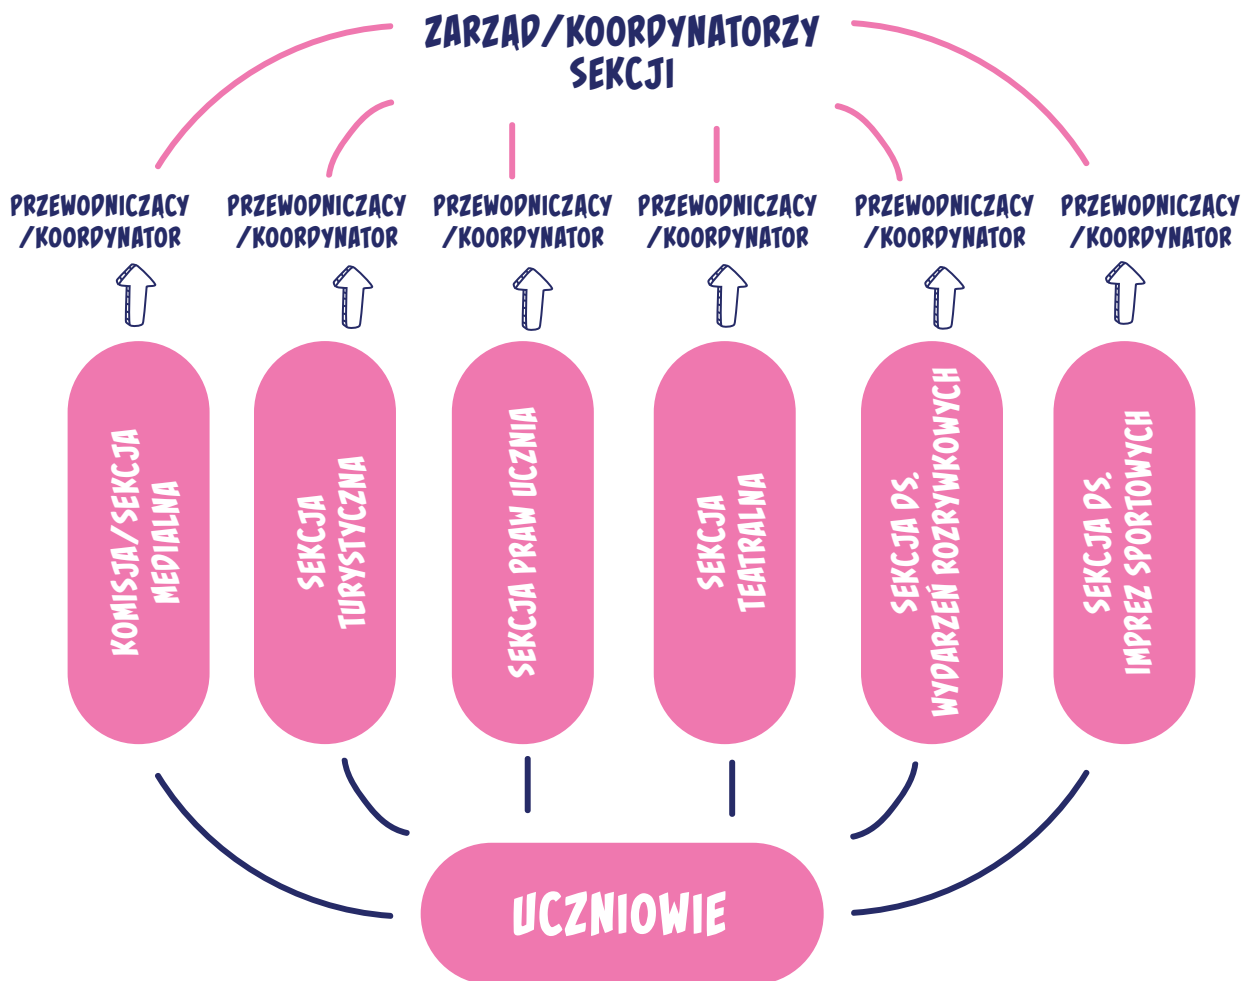 ZARZĄD/KOORDYNATORZY
SEKCJI
PRZEWODNICZĄCY
/KOORDYNATOR
PRZEWODNICZĄCY
/KOORDYNATOR
PRZEWODNICZĄCY
/KOORDYNATOR
PRZEWODNICZĄCY
/KOORDYNATOR
PRZEWODNICZĄCY
/KOORDYNATOR
PRZEWODNICZĄCY
/KOORDYNATOR
KOMISJA/SEKCJA
MEDIALNA
SEKCJA
TURYSTYCZNA
SEKCJA PRAW UCZNIA
SEKCJA
TEATRALNA
SEKCJA DS.
WYDARZEŃ ROZRYWKOWYCH
SEKCJA DS.
IMPREZ SPORTOWYCH
UCZNIOWIE